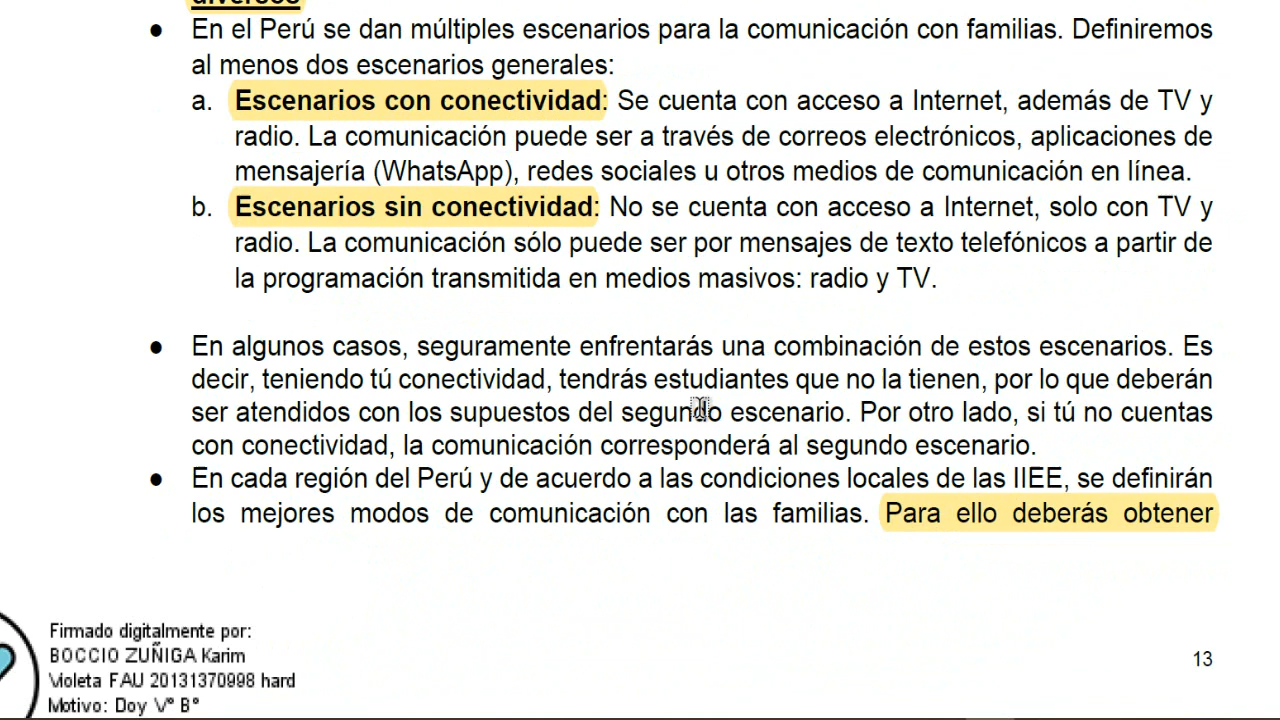 diversos
● En el Perú se dan múltiples escenarios para la comunicación con familias. Definiremos
al menos dos escenarios generales:
a. Escenarios con conectividad: Se cuenta con acceso a Internet, además de TV y
radio. La comunicación puede ser a través de correos electrónicos, aplicaciones de
mensajería (WhatsApp), redes sociales u otros medios de comunicación en línea.
b. Escenarios sin conectividad: No se cuenta con acceso a Internet, solo con TV y
radio. La comunicación sólo puede ser por mensajes de texto telefónicos a partir de
la programación transmitida en medios masivos: radio y TV.
● En algunos casos, seguramente enfrentarás una combinación de estos escenarios. Es
decir, teniendo tú conectividad, tendrás estudiantes que no la tienen, por lo que deberán
ser atendidos con los supuestos del segundo escenario. Por otro lado, si tú no cuentas
con conectividad, la comunicación corresponderá al segundo escenario.
● En cada región del Perú y de acuerdo a las condiciones locales de las IIEE, se definirán
los mejores modos de comunicación con las familias. Para ello deberás obtener
Firmado digitalmente por:
BOCCIO ZUÑIGA Karim
Violeta FAU 20131370998 hard
Motivo: Doy V° B°
13